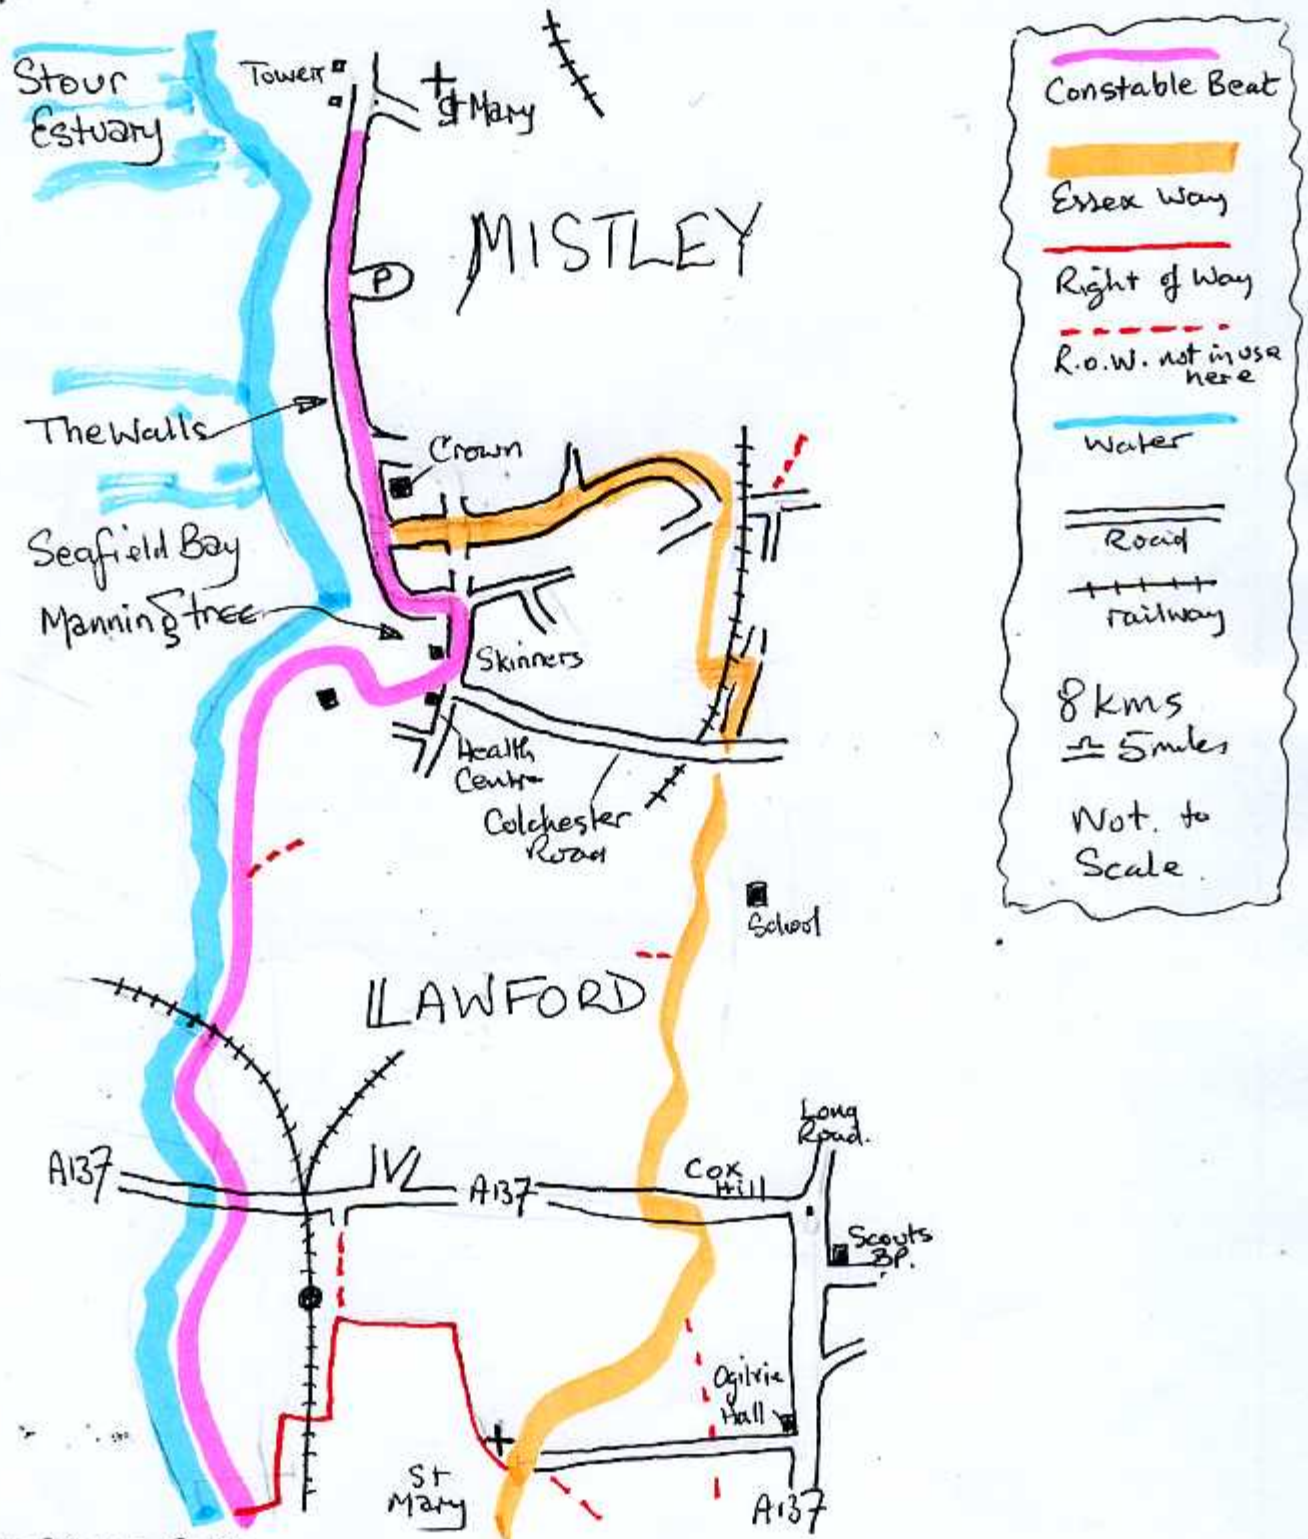 Stour
Estuary
Tower
St Mary
MISTLEY
P
The Walls
Crown
Seafield Bay
Manningtree
Skinners
Health
Centre
Colchester
Road
School
LAWFORD
Long
Road.
A137
A137
Cox
Hill
Scouts
BP.
Ogilvie
Hall
St
Mary
A137
Constable Beat
Essex Way
Right of Way
R.o.W. not in use
here
Water
Road
railway
8 kms
≏ 5 miles
Not. to
Scale.